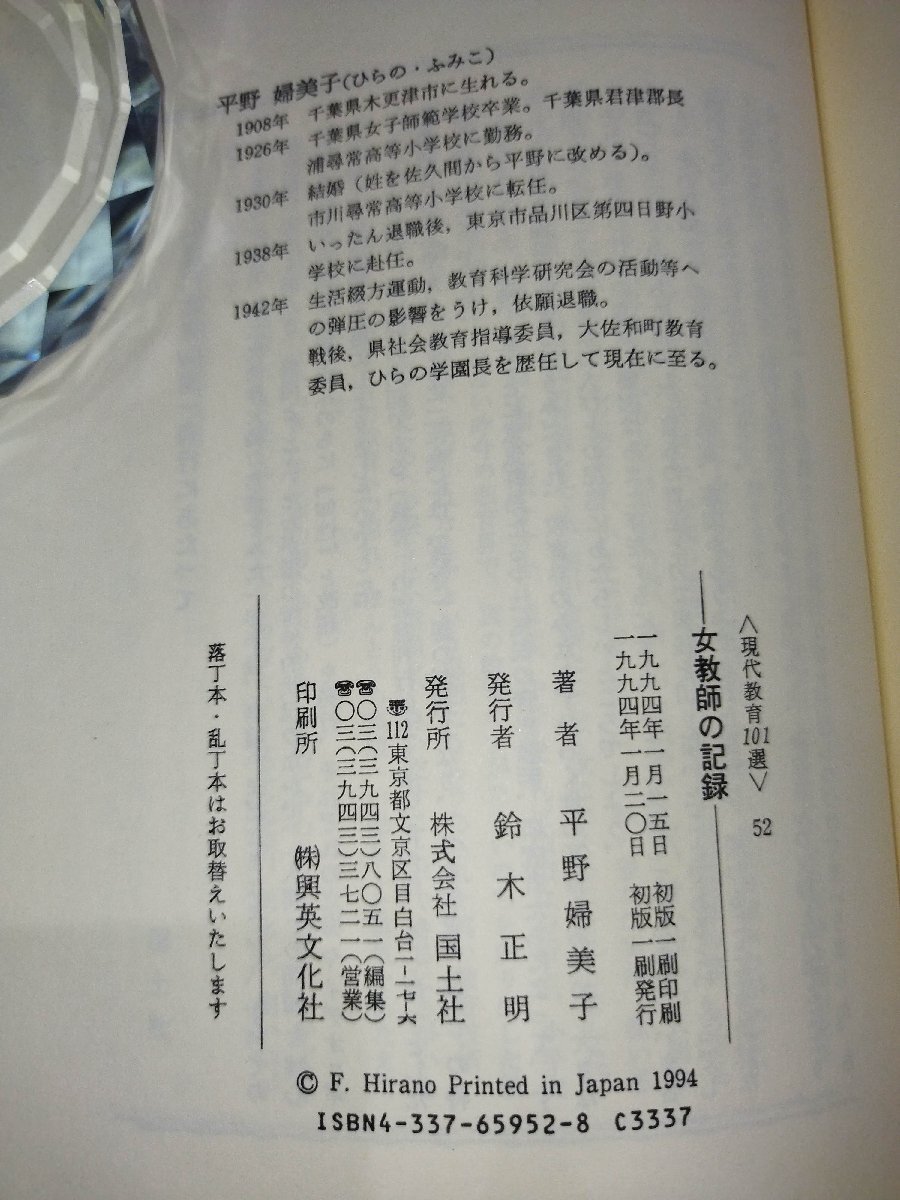 平野 婦美子(ひらの・ふみこ)
1908年 千葉県木更津市に生れる。
1926年 千葉県女子師範学校卒業。千葉県君津郡長
浦尋常高等小学校に勤務。
1930年 結婚（姓を佐久間から平野に改める）。
市川尋常高等小学校に転任。
1938年 いったん退職後，東京市品川区第四日野小
学校に赴任。
1942年 生活綴方運動，教育科学研究会の活動等へ
の弾圧の影響をうけ，依願退職。
戦後，県社会教育指導委員，大佐和町教育
委員，ひらの学園長を歴任して現在に至る。
〈現代教育101選〉 52
女教師の記録
一九九四年一月一五日 初版一刷印刷
一九九四年一月二〇日 初版一刷発行
著者 平野婦美子
発行者 鈴木正明
発行所 株式会社 国土社
〠112東京都文京区目白台一-一七-六
☎〇三(三九四三)八〇五一(編集)
☎〇三(三九四三)三七二一(営業)
印刷所 ㈱興英文化社
落丁本・乱丁本はお取替えいたします
© F. Hirano Printed in Japan 1994
ISBN4-337-65952-8 C3337